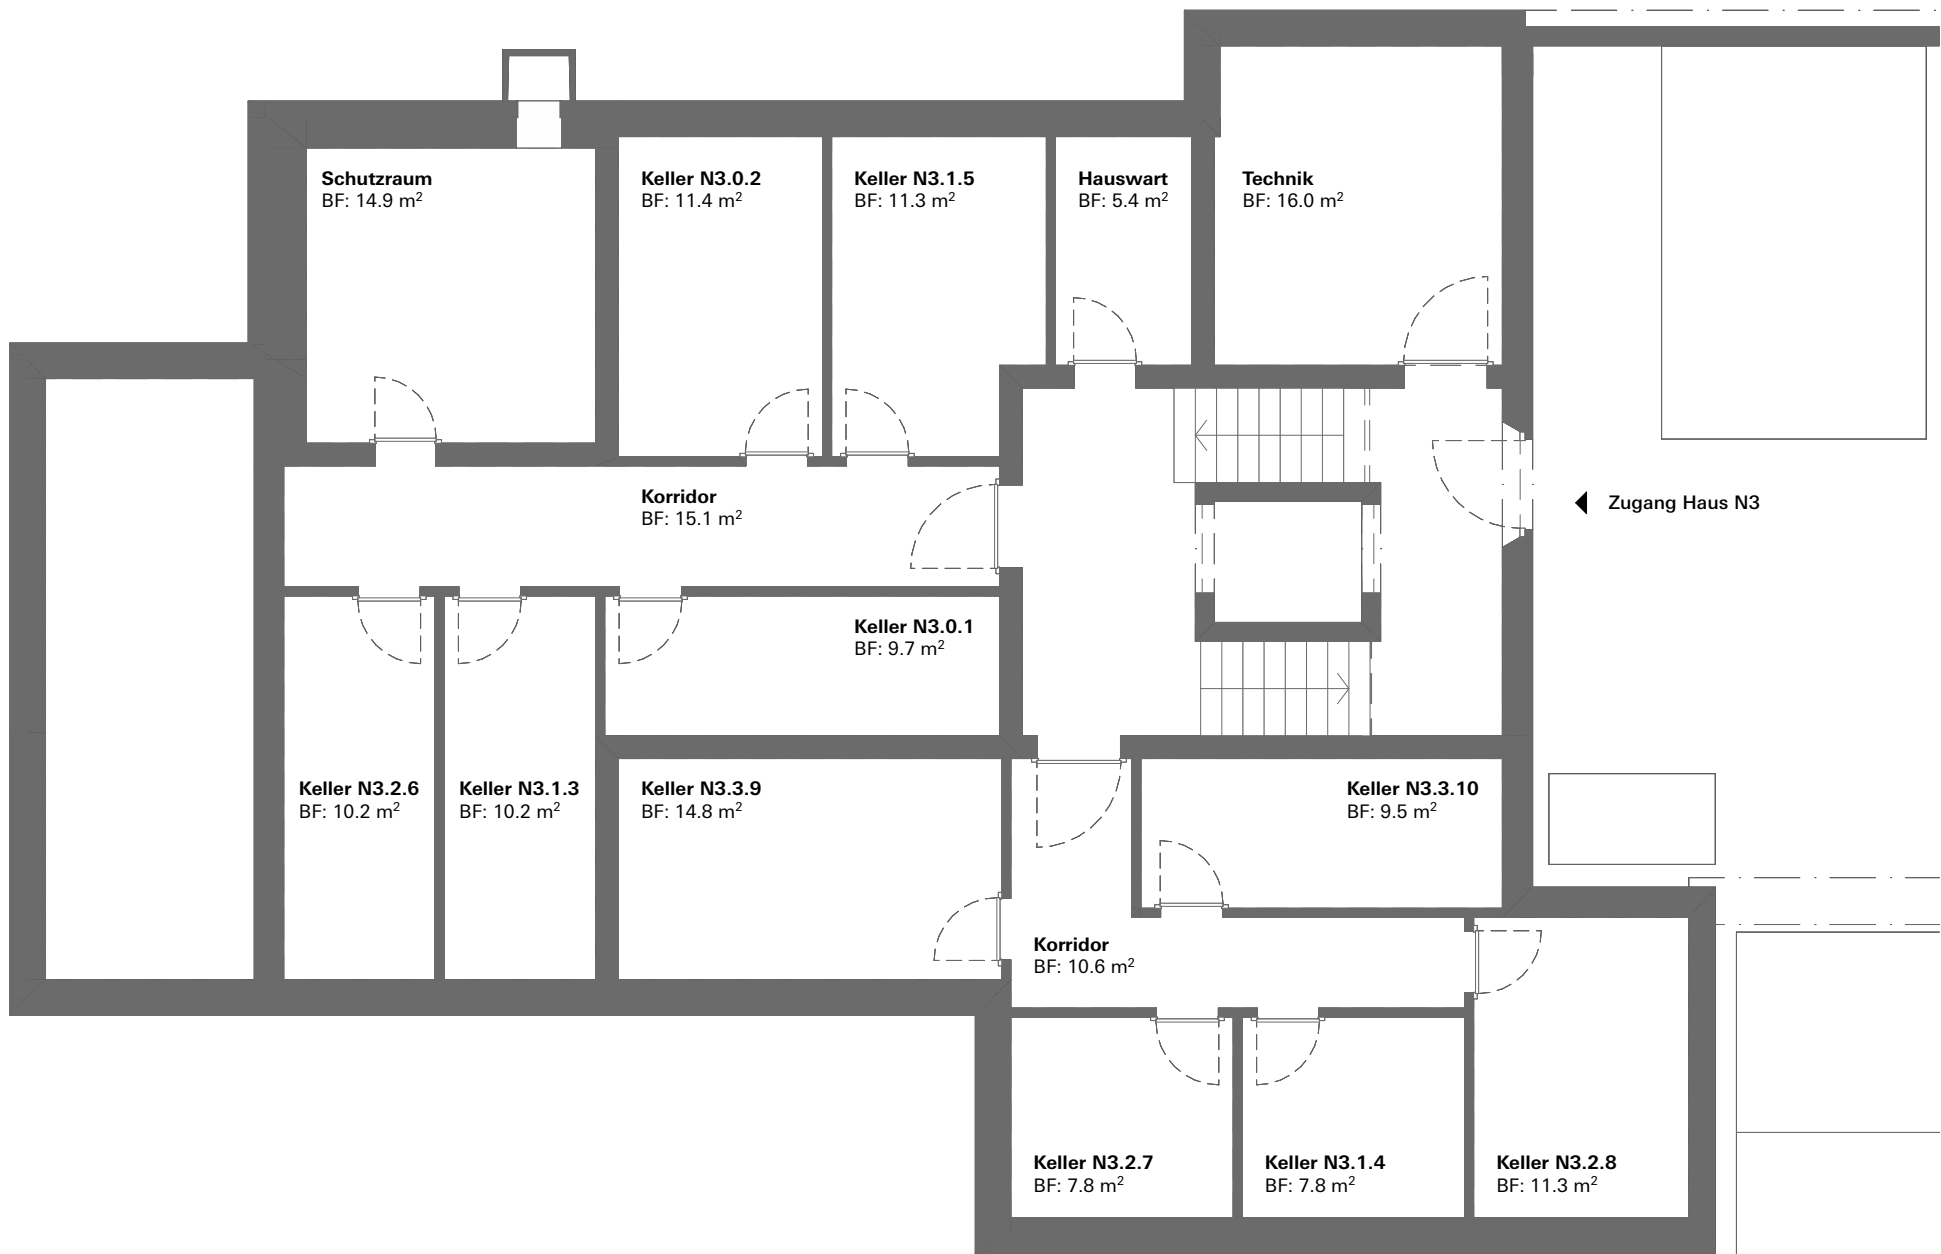 Schutzraum
BF: 14.9 m²
Keller N3.0.2
BF: 11.4 m²
Keller N3.1.5
BF: 11.3 m²
Hauswart
BF: 5.4 m²
Technik
BF: 16.0 m²
Korridor
BF: 15.1 m²
Zugang Haus N3
Keller N3.0.1
BF: 9.7 m²
Keller N3.2.6
BF: 10.2 m²
Keller N3.1.3
BF: 10.2 m²
Keller N3.3.9
BF: 14.8 m²
Keller N3.3.10
BF: 9.5 m²
Korridor
BF: 10.6 m²
Keller N3.2.7
BF: 7.8 m²
Keller N3.1.4
BF: 7.8 m²
Keller N3.2.8
BF: 11.3 m²